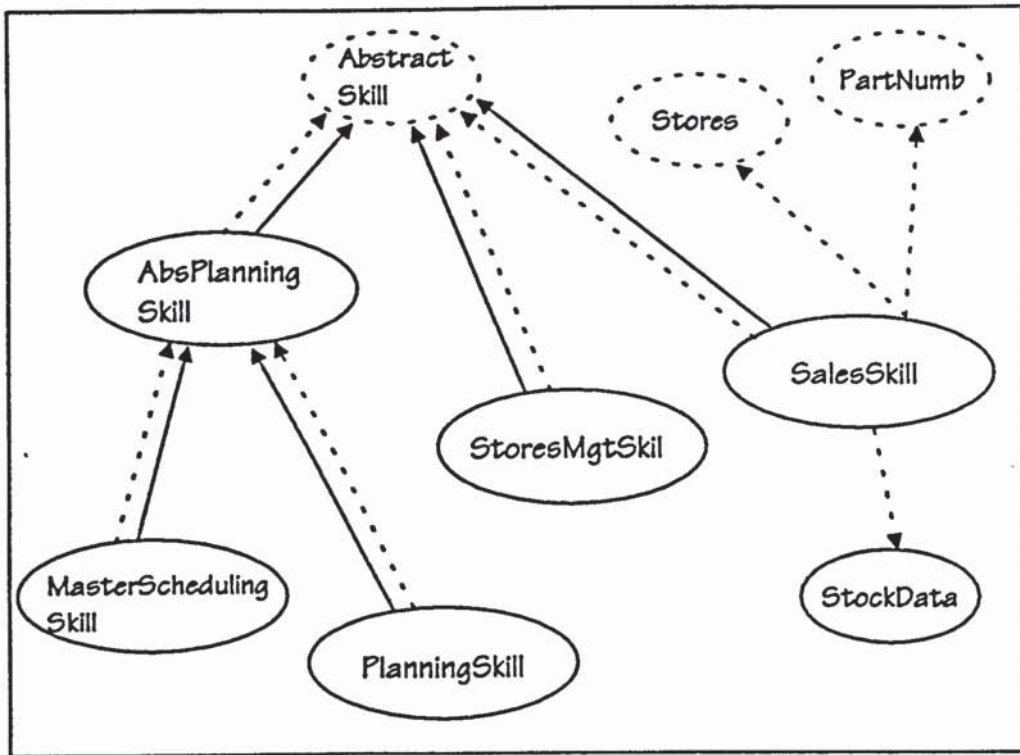 Abstract
Skill
Stores
PartNumb
AbsPlanning
Skill
SalesSkill
StoresMgtSkil
MasterScheduling
Skill
PlanningSkill
StockData